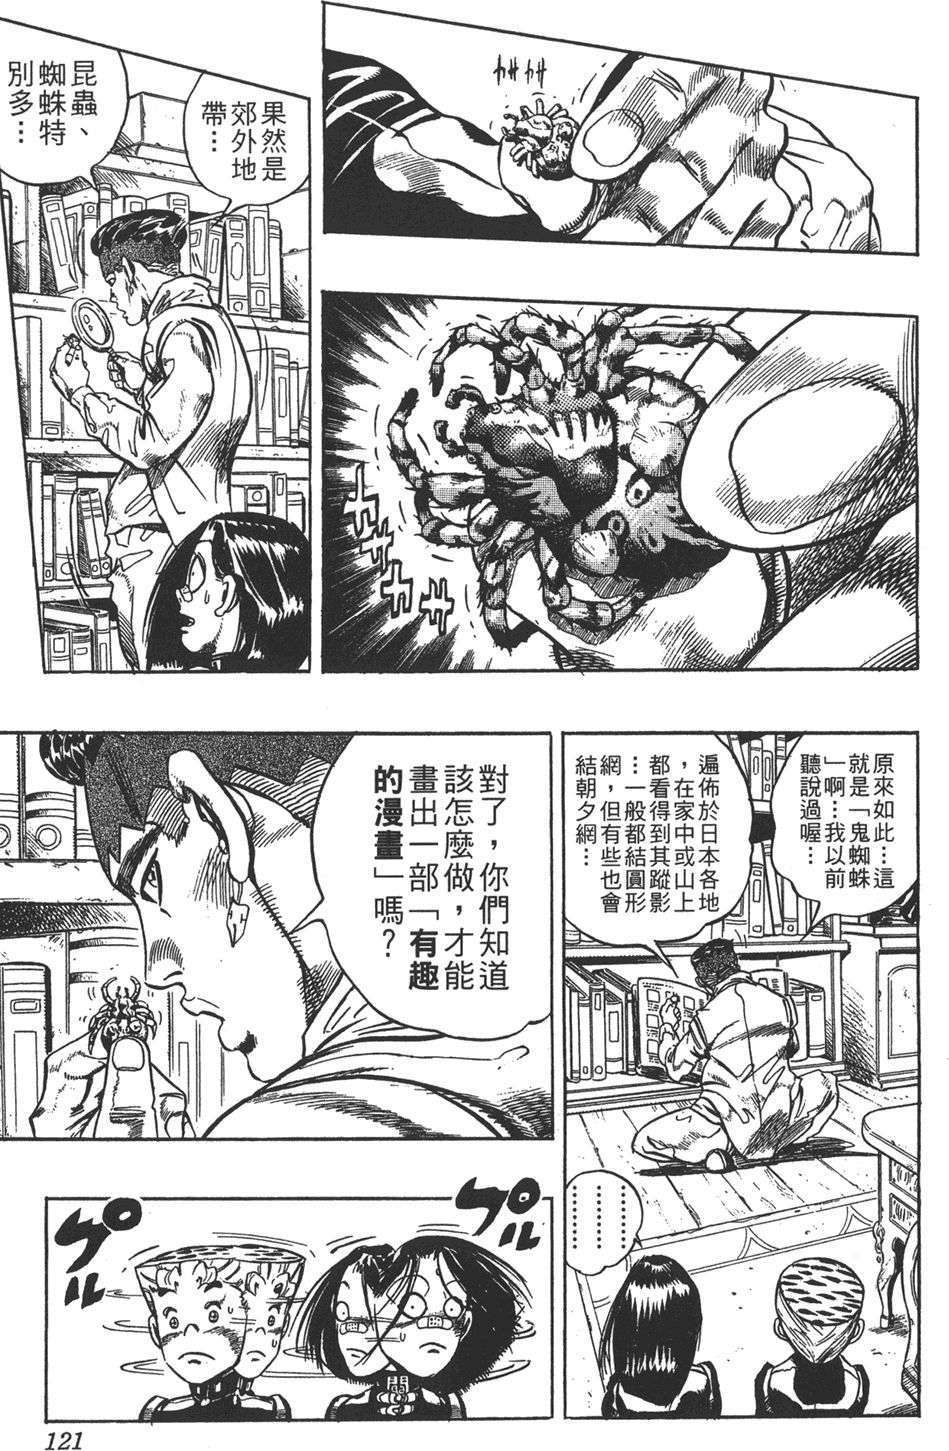 カサカサ
果然是
郊外地
帶…
昆蟲、
蜘蛛特
別多…
キキ
カサカサ
原來如此…這
就是「鬼蜘蛛
」啊…我以前
聽說過喔…
遍佈於日本各地
，在家中或山上
都看得到其蹤影
…一般都結圓形
網，但有些也會
結朝夕網…
…………
對了，你們知道
該怎麼做，才能
畫出一部「有趣
的漫畫」嗎？
プル
プル
121